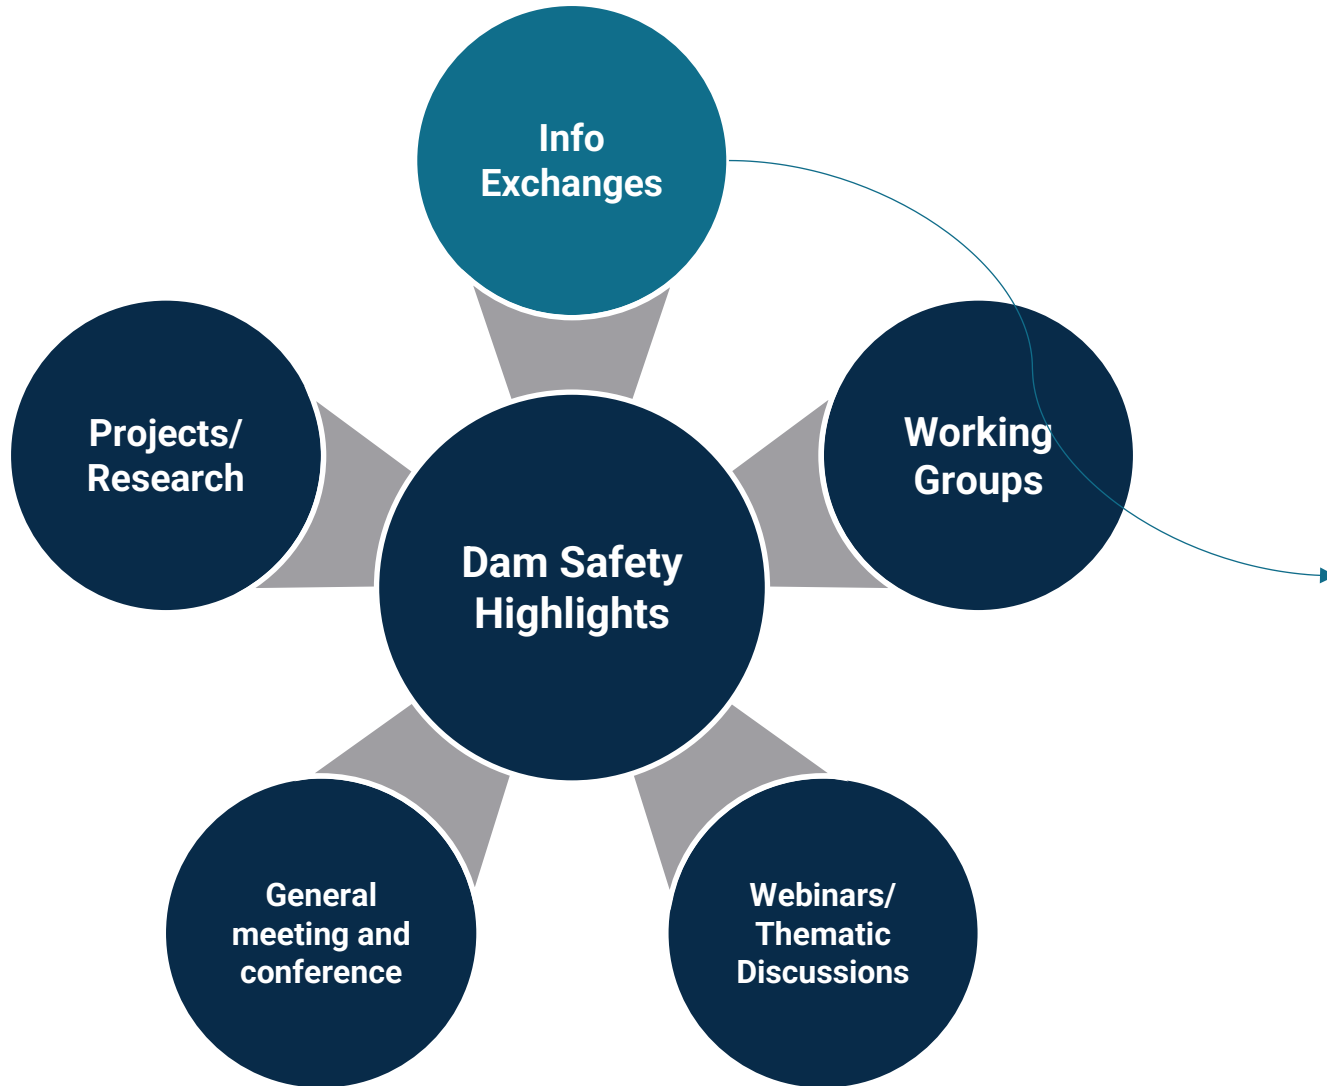 Info
Exchanges
Projects/
Research
Working
Groups
Dam Safety
Highlights
General
meeting and
conference
Webinars/
Thematic
Discussions